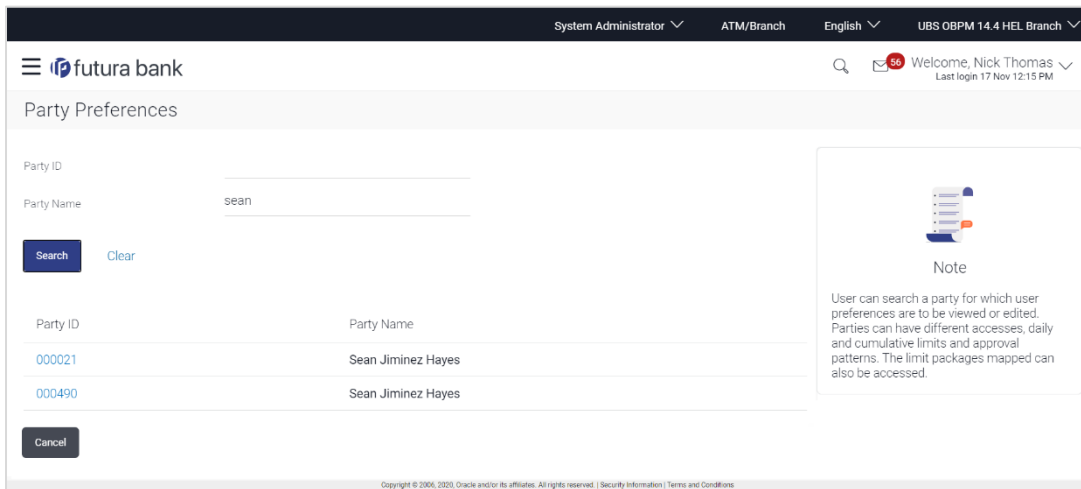 System Administrator ATM/Branch English UBS OBPM 14.4 HEL Branch
futura bank
56 Welcome, Nick Thomas
Last login 17 Nov 12:15 PM
Party Preferences
Party ID
Party Name sean
Search Clear
Party ID Party Name
000021 Sean Jiminez Hayes
000490 Sean Jiminez Hayes
Cancel
Note
User can search a party for which user
preferences are to be viewed or edited.
Parties can have different accesses, daily
and cumulative limits and approval
patterns. The limit packages mapped can
also be accessed.
Copyright © 2006, 2020, Oracle and/or its affiliates. All rights reserved. | Security Information | Terms and Conditions